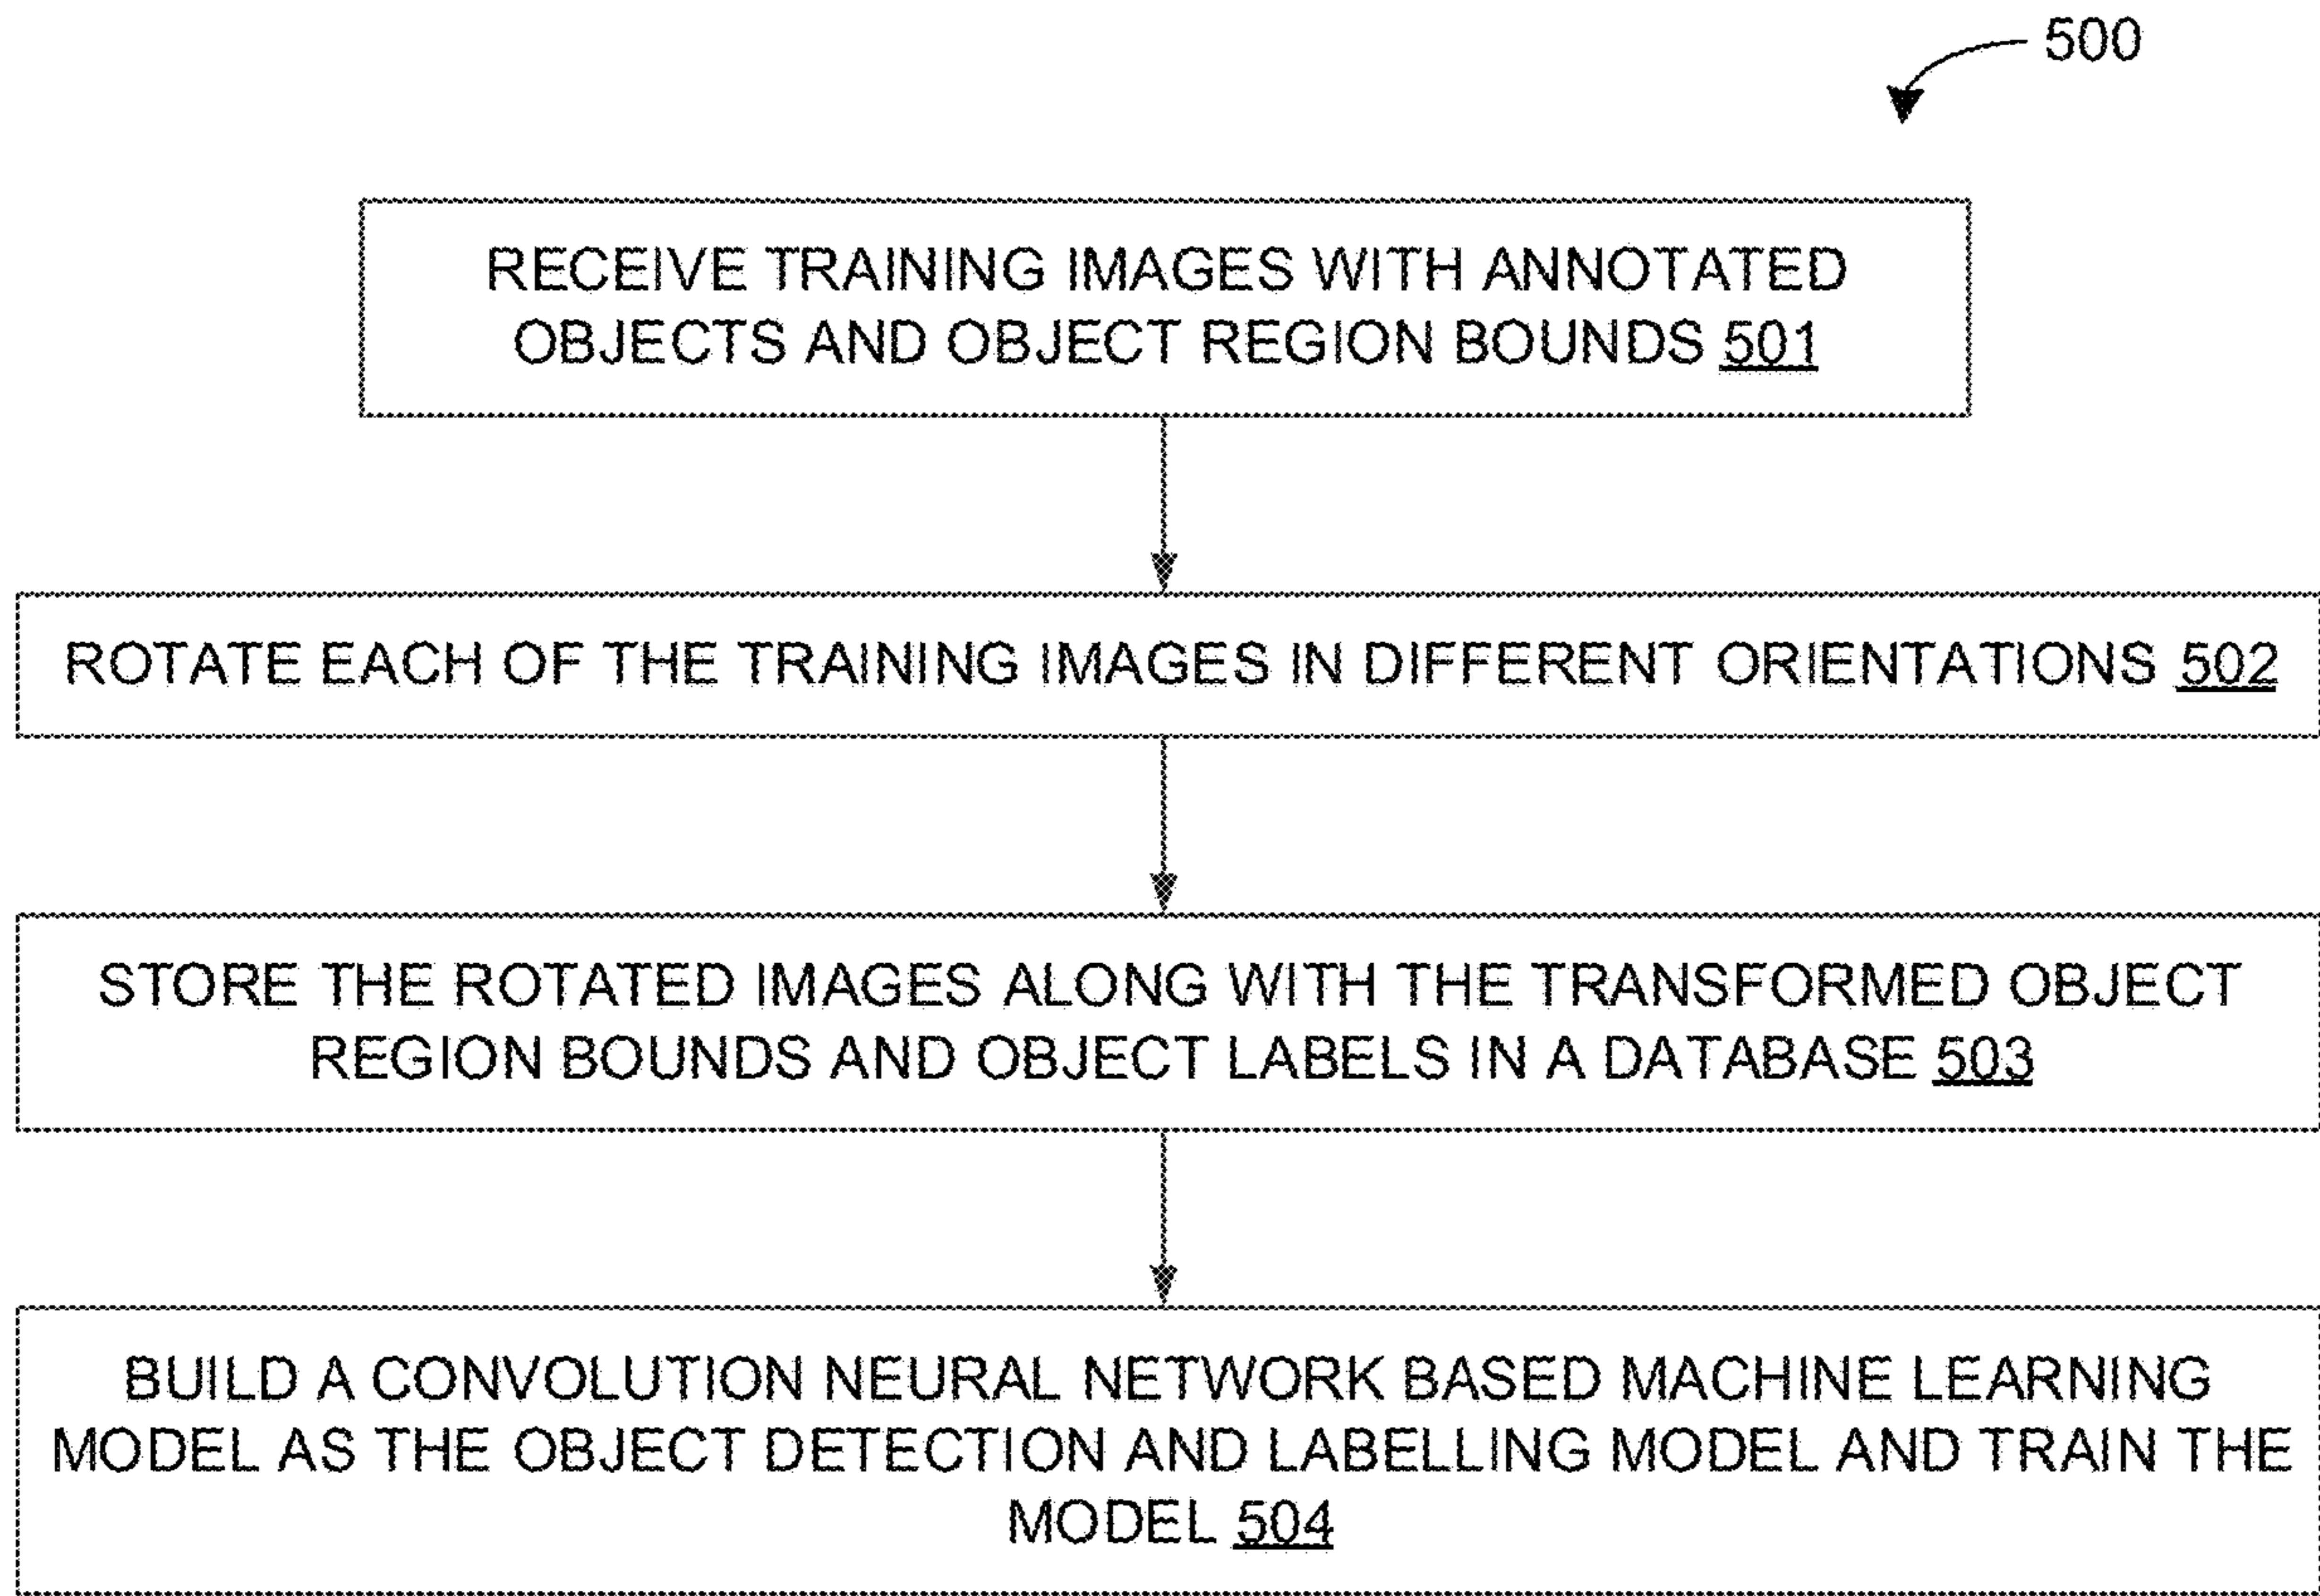 500
RECEIVE TRAINING IMAGES WITH ANNOTATED
OBJECTS AND OBJECT REGION BOUNDS 501
ROTATE EACH OF THE TRAINING IMAGES IN DIFFERENT ORIENTATIONS 502
STORE THE ROTATED IMAGES ALONG WITH THE TRANSFORMED OBJECT
REGION BOUNDS AND OBJECT LABELS IN A DATABASE 503
BUILD A CONVOLUTION NEURAL NETWORK BASED MACHINE LEARNING
MODEL AS THE OBJECT DETECTION AND LABELLING MODEL AND TRAIN THE
MODEL 504